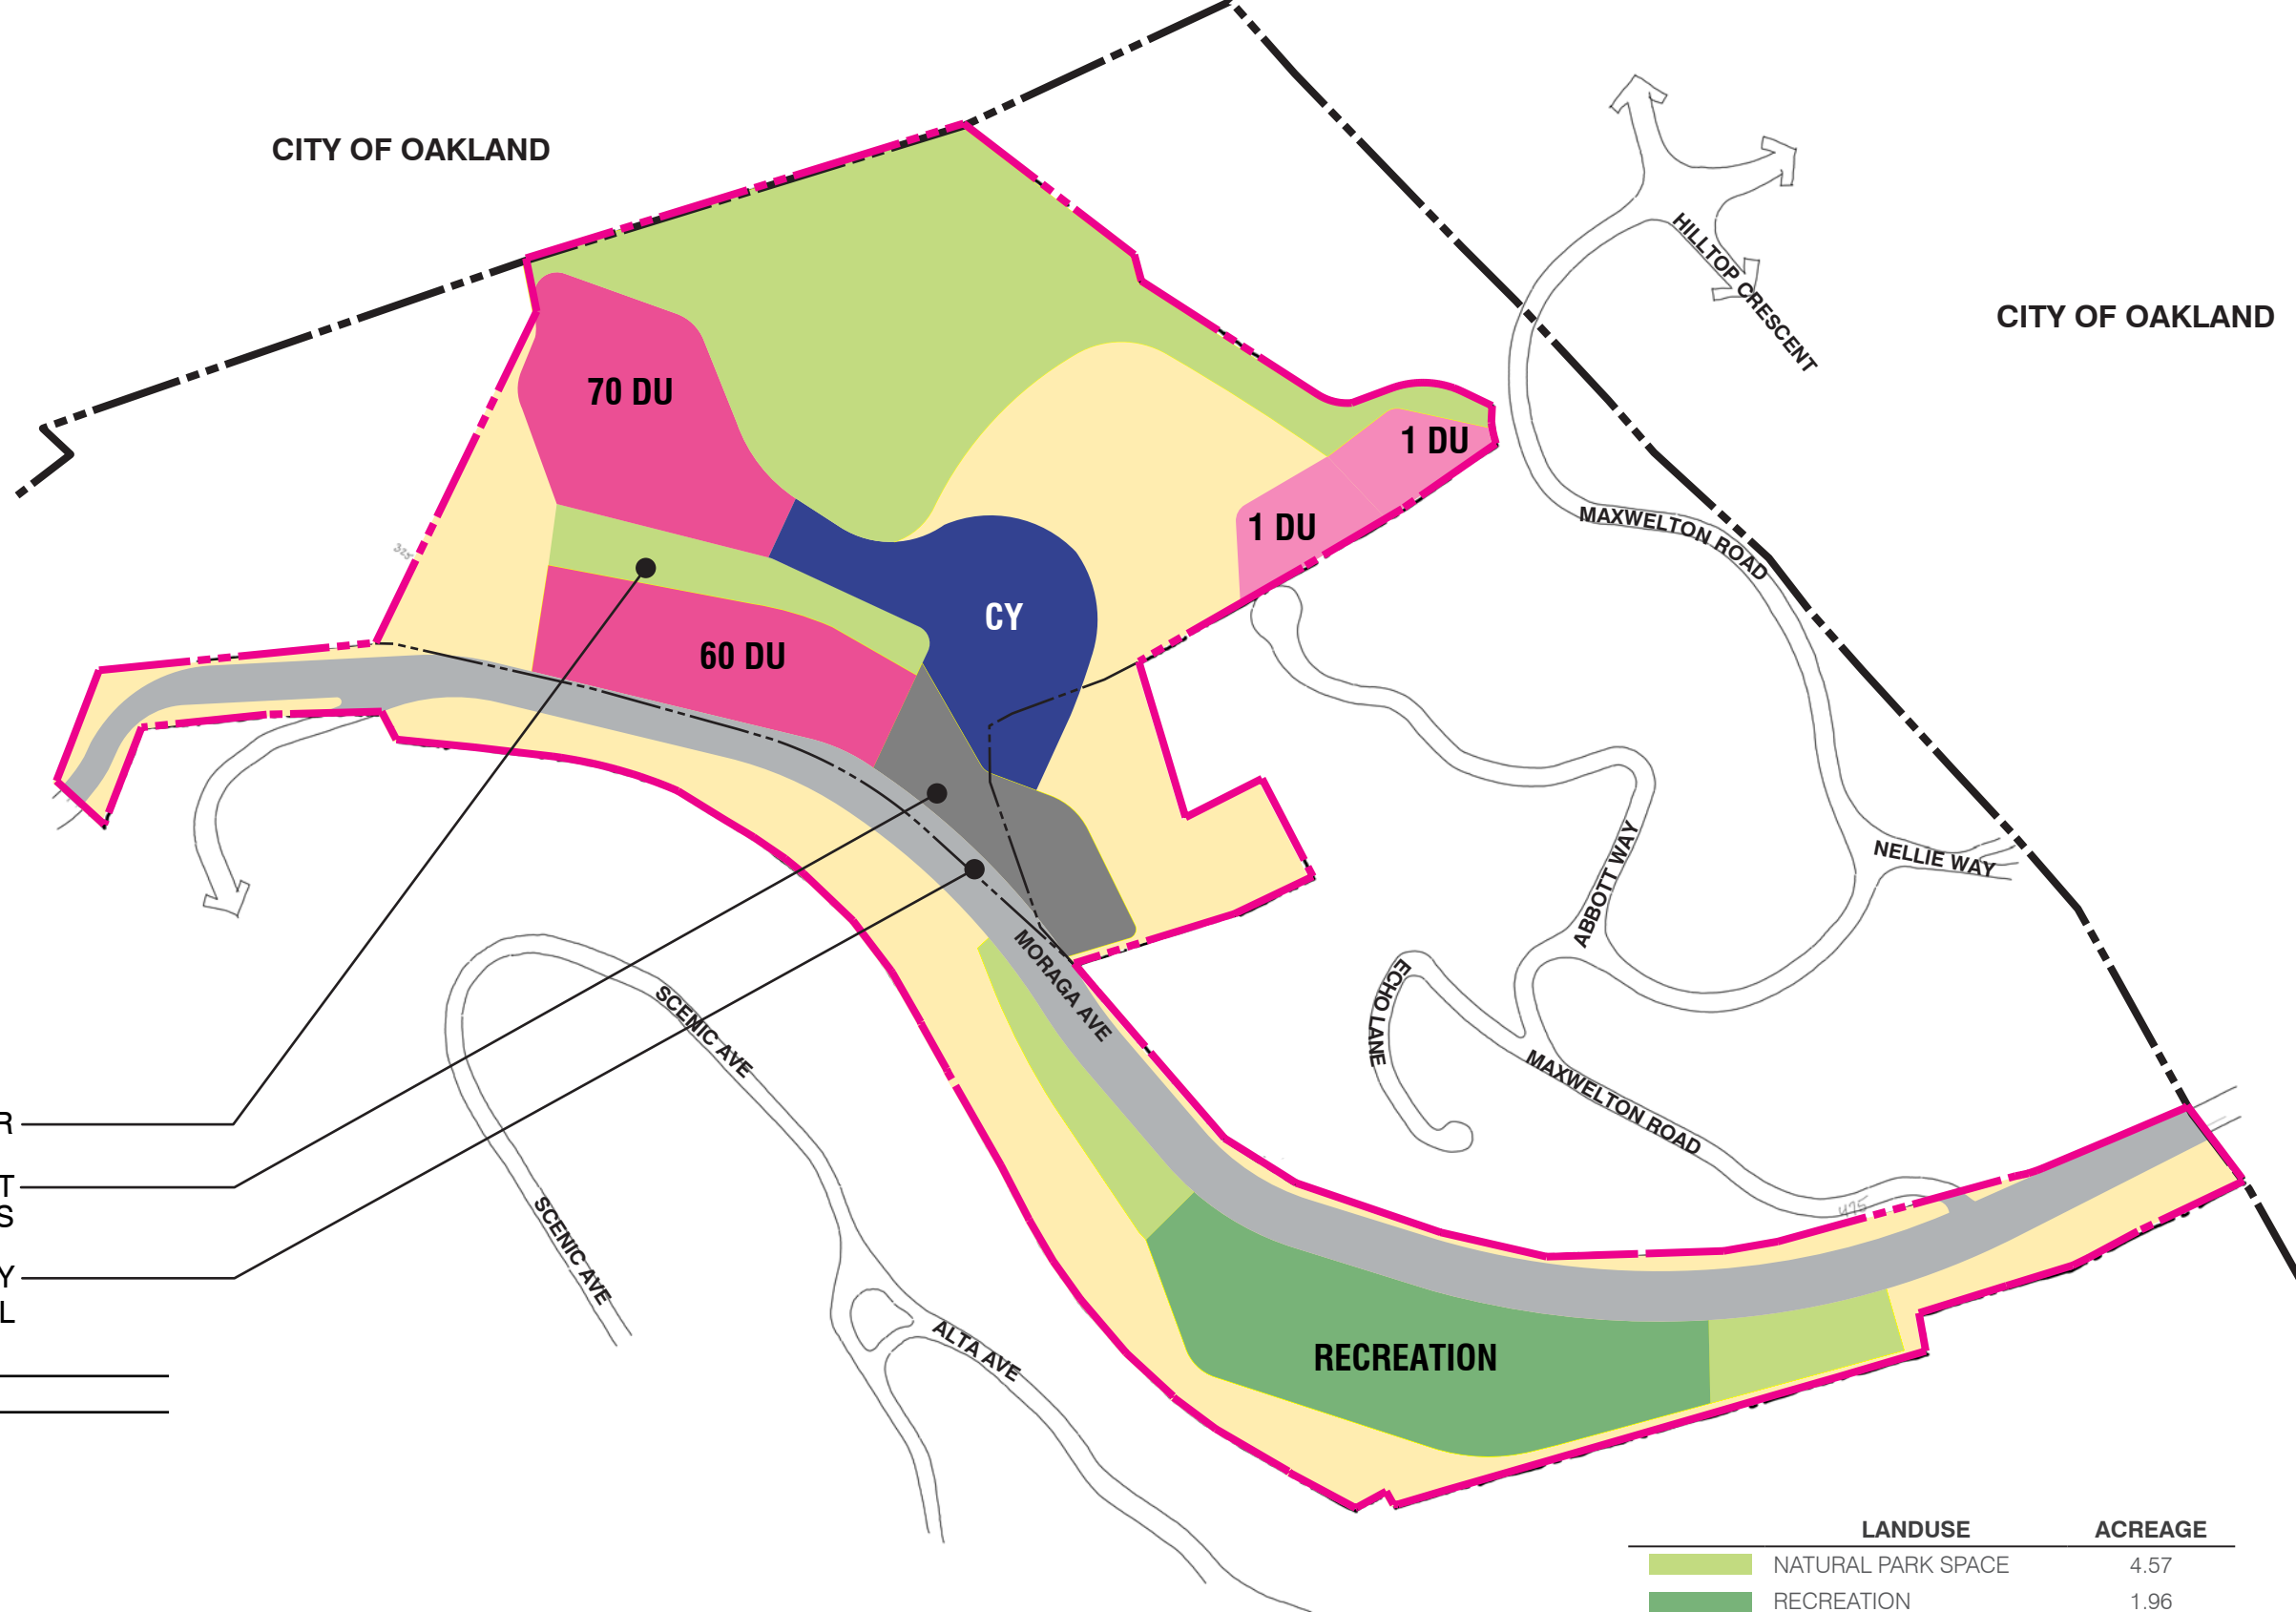 CITY OF OAKLAND
HILLTOP CRESCENT
CITY OF OAKLAND
70 DU
1 DU
1 DU
MAXWELTON ROAD
325
CY
60 DU
NELLIE WAY
ABBOTT WAY
MORAGA AVE
ECHO LANE
SCENIC AVE
MAXWELTON ROAD
R
T
S
475
SCENIC AVE
Y
L
ALTA AVE
RECREATION
LANDUSE ACREAGE
NATURAL PARK SPACE 4.57
RECREATION 1.96